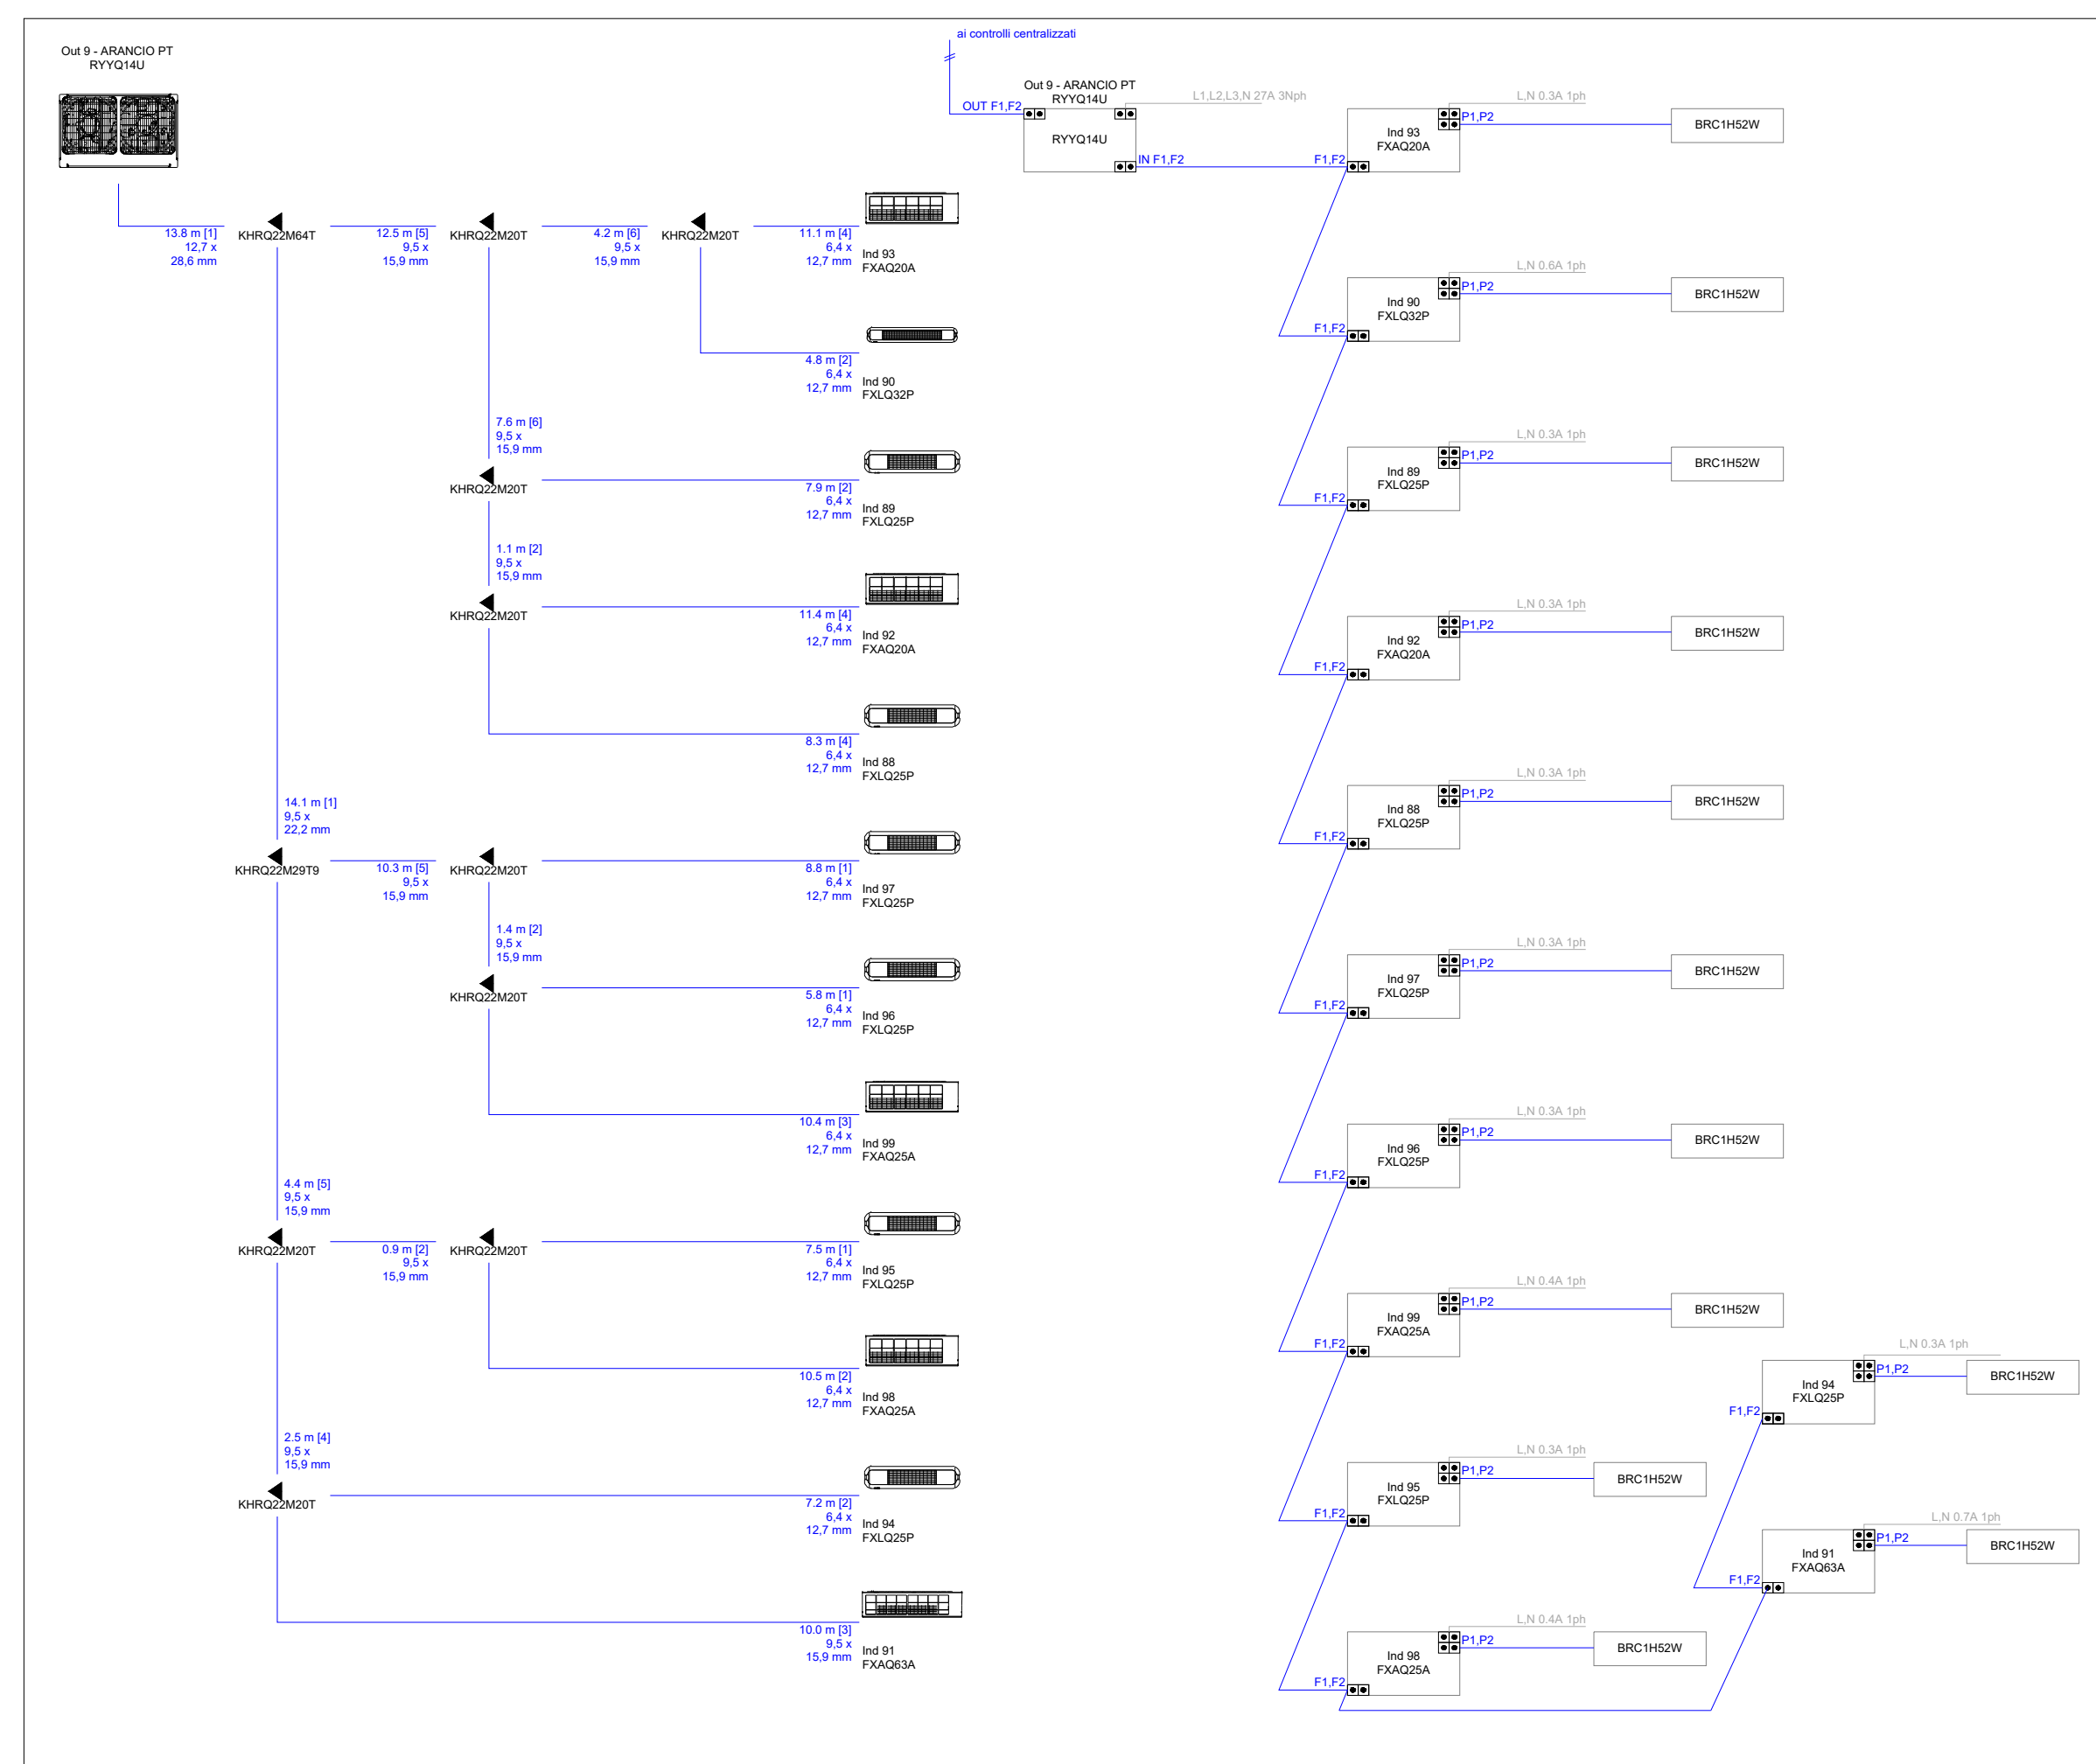 Out 9 - ARANCIO PT
RYYQ14U
13.8 m [1]
12,7 x
28,6 mm
KHRQ22M64T
12.5 m [5]
9,5 x
15,9 mm
KHRQ22M20T
4.2 m [6]
9,5 x
15,9 mm
KHRQ22M20T
11.1 m [4]
6,4 x
12,7 mm
Ind 93
FXAQ20A
4.8 m [2]
6,4 x
12,7 mm
Ind 90
FXLQ32P
7.6 m [6]
9,5 x
15,9 mm
KHRQ22M20T
7.9 m [2]
6,4 x
12,7 mm
Ind 89
FXLQ25P
1.1 m [2]
9,5 x
15,9 mm
KHRQ22M20T
11.4 m [4]
6,4 x
12,7 mm
Ind 92
FXAQ20A
8.3 m [4]
6,4 x
12,7 mm
Ind 88
FXLQ25P
14.1 m [1]
9,5 x
22,2 mm
KHRQ22M29T9
10.3 m [5]
9,5 x
15,9 mm
KHRQ22M20T
8.8 m [1]
6,4 x
12,7 mm
Ind 97
FXLQ25P
1.4 m [2]
9,5 x
15,9 mm
KHRQ22M20T
5.8 m [1]
6,4 x
12,7 mm
Ind 96
FXLQ25P
10.4 m [3]
6,4 x
12,7 mm
Ind 99
FXAQ25A
4.4 m [5]
9,5 x
15,9 mm
KHRQ22M20T
0.9 m [2]
9,5 x
15,9 mm
KHRQ22M20T
7.5 m [1]
6,4 x
12,7 mm
Ind 95
FXLQ25P
10.5 m [2]
6,4 x
12,7 mm
Ind 98
FXAQ25A
2.5 m [4]
9,5 x
15,9 mm
KHRQ22M20T
7.2 m [2]
6,4 x
12,7 mm
Ind 94
FXLQ25P
10.0 m [3]
9,5 x
15,9 mm
Ind 91
FXAQ63A
ai controlli centralizzati
Out 9 - ARANCIO PT
RYYQ14U
OUT F1,F2
L1,L2,L3,N 27A 3Nph
RYYQ14U
IN F1,F2
L,N 0.3A 1ph
P1,P2
BRC1H52W
Ind 93
FXAQ20A
F1,F2
L,N 0.6A 1ph
P1,P2
BRC1H52W
Ind 90
FXLQ32P
F1,F2
L,N 0.3A 1ph
P1,P2
BRC1H52W
Ind 89
FXLQ25P
F1,F2
L,N 0.3A 1ph
P1,P2
BRC1H52W
Ind 92
FXAQ20A
F1,F2
L,N 0.3A 1ph
P1,P2
BRC1H52W
Ind 88
FXLQ25P
F1,F2
L,N 0.3A 1ph
P1,P2
BRC1H52W
Ind 97
FXLQ25P
F1,F2
L,N 0.3A 1ph
P1,P2
BRC1H52W
Ind 96
FXLQ25P
F1,F2
L,N 0.4A 1ph
P1,P2
BRC1H52W
Ind 99
FXAQ25A
F1,F2
L,N 0.3A 1ph
P1,P2
BRC1H52W
Ind 95
FXLQ25P
F1,F2
L,N 0.4A 1ph
P1,P2
BRC1H52W
Ind 98
FXAQ25A
F1,F2
L,N 0.3A 1ph
P1,P2
BRC1H52W
Ind 94
FXLQ25P
F1,F2
L,N 0.7A 1ph
P1,P2
BRC1H52W
Ind 91
FXAQ63A
F1,F2